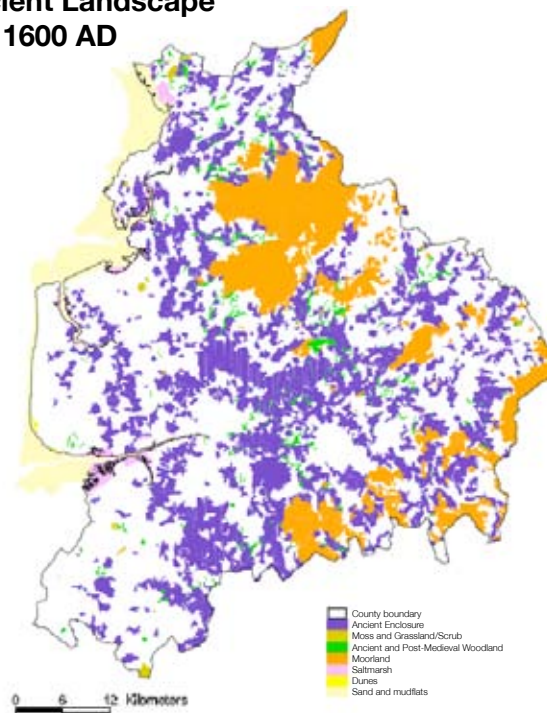 cient Landscape
1600 AD
County boundary
Ancient Enclosure
Moss and Grassland/Scrub
Ancient and Post-Medieval Woodland
Moorland
Saltmarsh
Dunes
Sand and mudflats
0 6 12 Kilometers